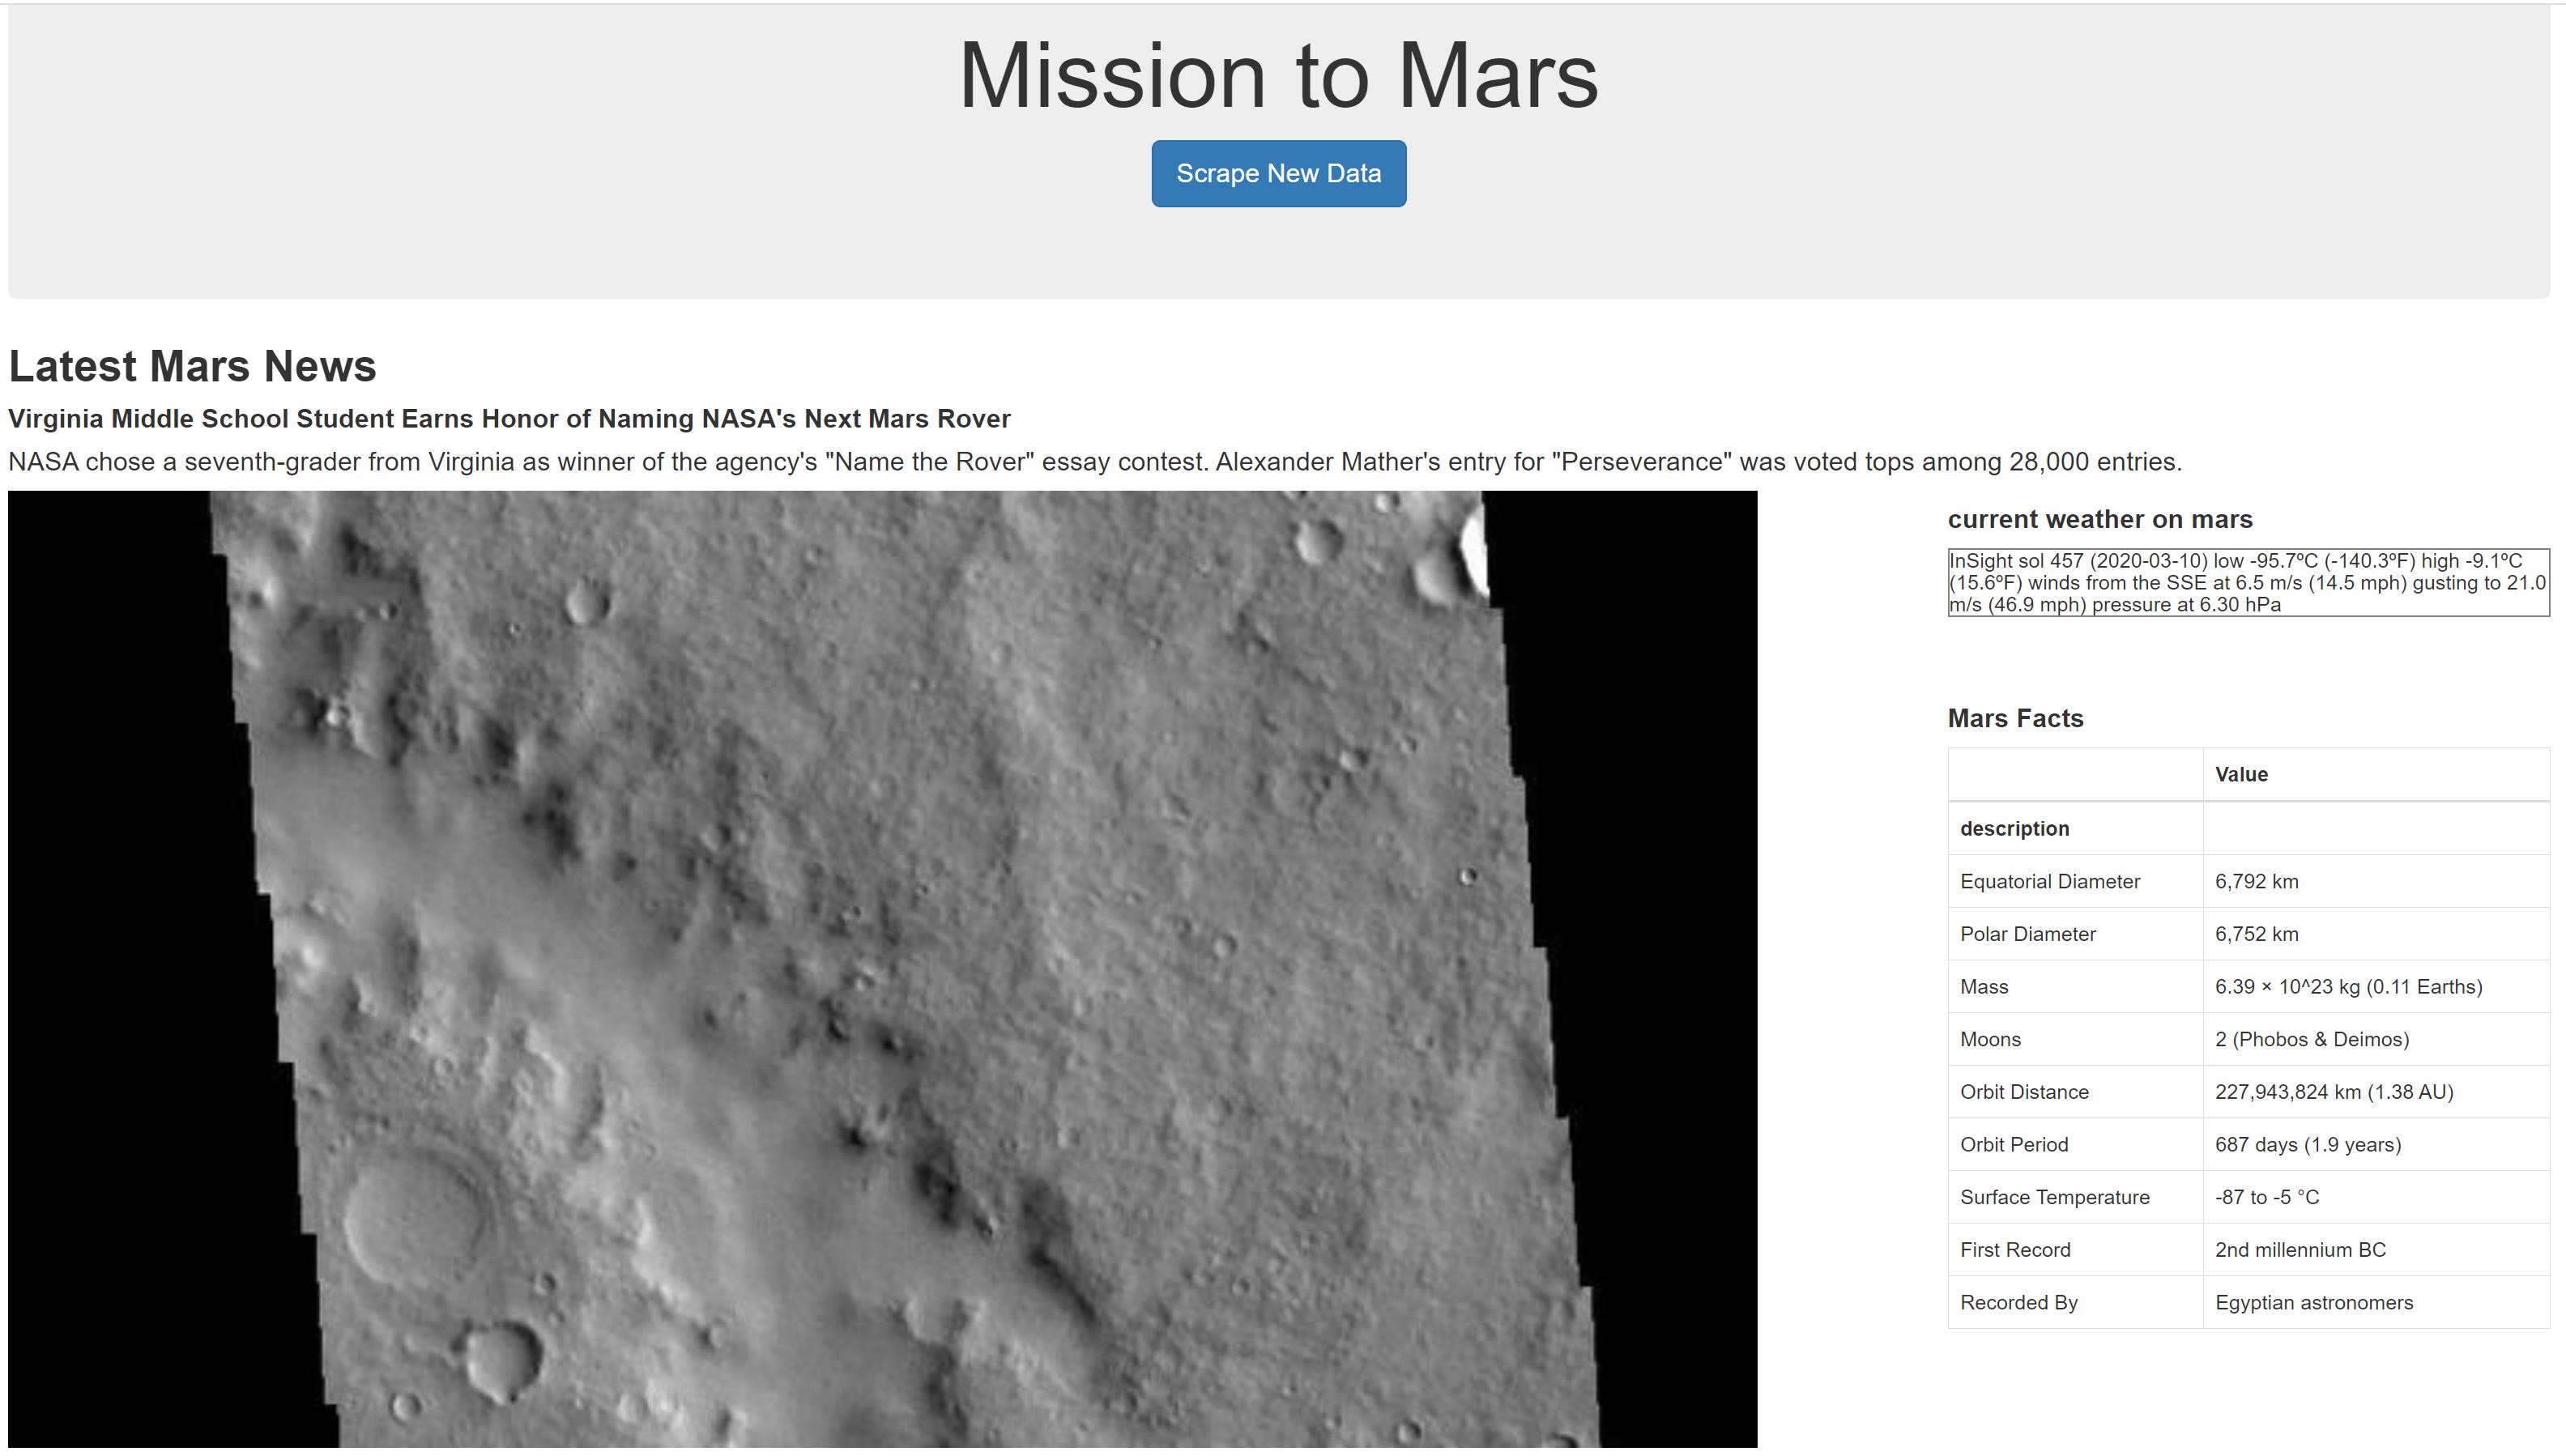 Mission to Mars
Scrape New Data
Latest Mars News
Virginia Middle School Student Earns Honor of Naming NASA's Next Mars Rover
NASA chose a seventh-grader from Virginia as winner of the agency's "Name the Rover" essay contest. Alexander Mather's entry for "Perseverance" was voted tops among 28,000 entries.
current weather on mars
InSight sol 457 (2020-03-10) low -95.7ºC (-140.3ºF) high -9.1ºC
(15.6ºF) winds from the SSE at 6.5 m/s (14.5 mph) gusting to 21.0
m/s (46.9 mph) pressure at 6.30 hPa
Mars Facts
Value
description
Equatorial Diameter 6,792 km
Polar Diameter 6,752 km
Mass 6.39 × 10^23 kg (0.11 Earths)
Moons 2 (Phobos & Deimos)
Orbit Distance 227,943,824 km (1.38 AU)
Orbit Period 687 days (1.9 years)
Surface Temperature -87 to -5 °C
First Record 2nd millennium BC
Recorded By Egyptian astronomers